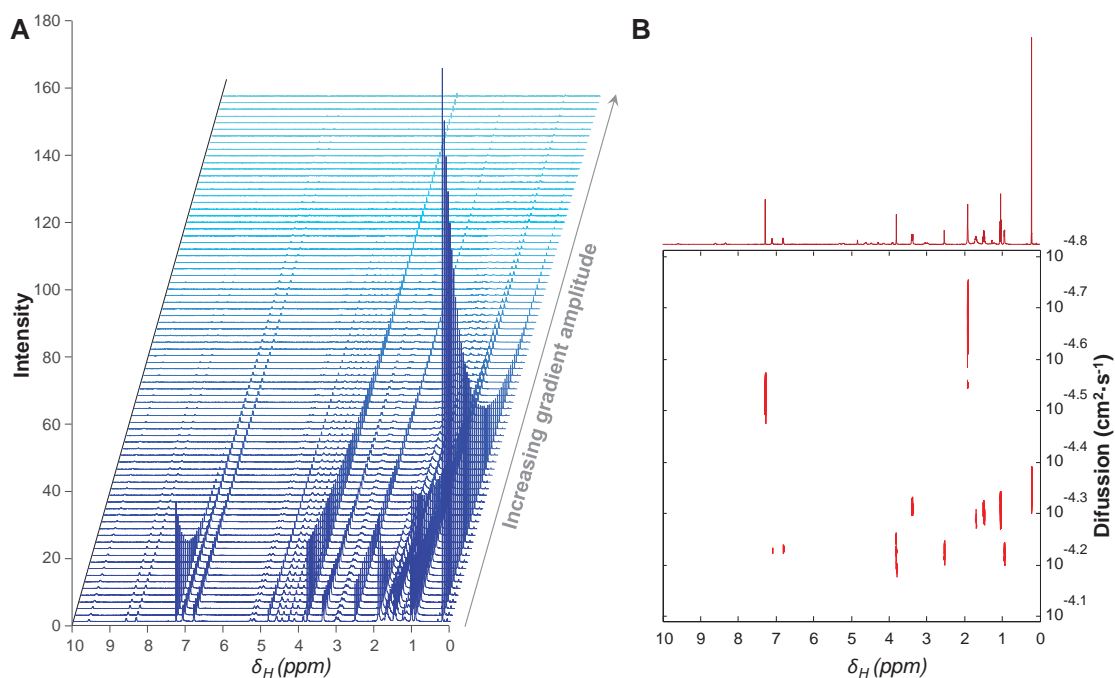 A
180
160
140
120
100
80
60
40
20
0
Intensity
10 9 8 7 6 5 4 3 2 1 0
δH (ppm)
Increasing gradient amplitude
B
10 -4.8
10 -4.7
10 -4.6
10 -4.5
10 -4.4
10 -4.3
10 -4.2
10 -4.1
Difussion (cm²·s⁻¹)
10 9 8 7 6 5 4 3 2 1 0
δH (ppm)